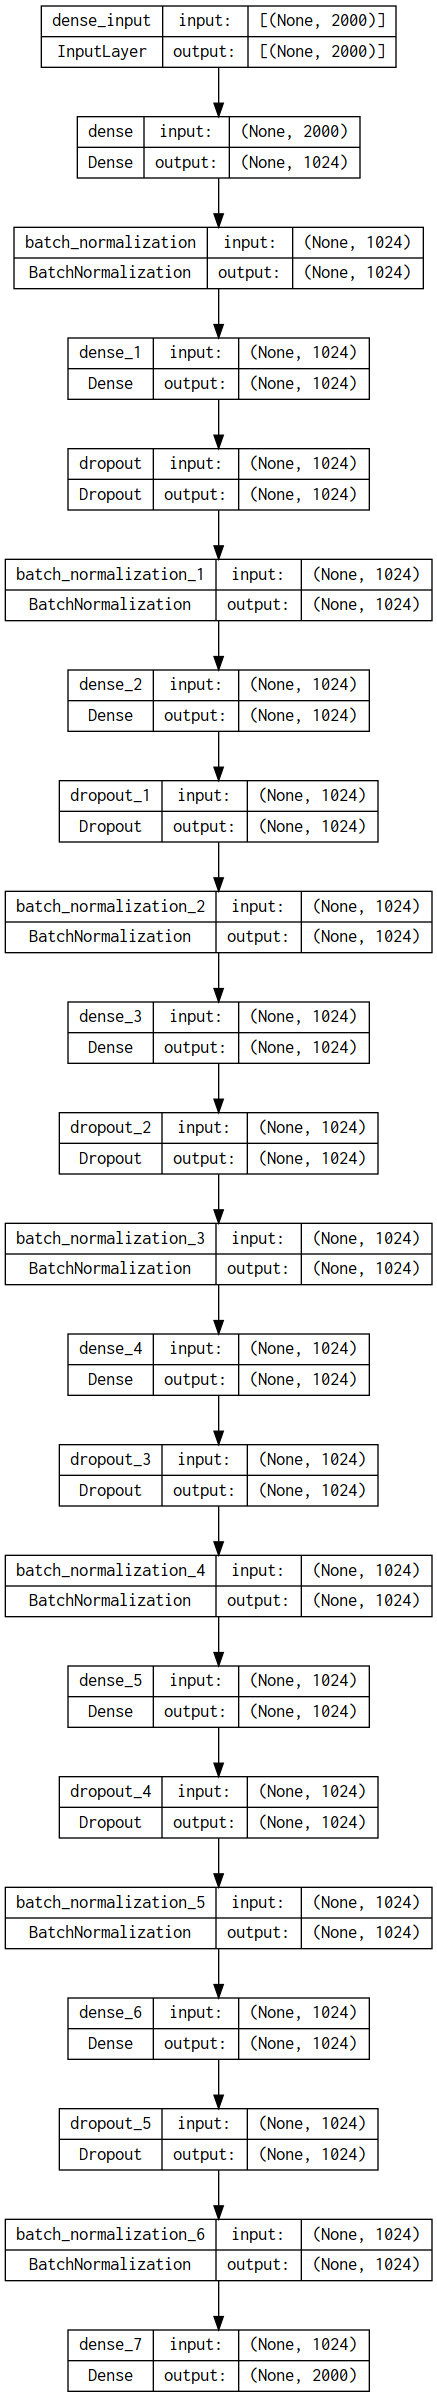 dense_input input: [(None, 2000)]
InputLayer output: [(None, 2000)]
dense input: (None, 2000)
Dense output: (None, 1024)
batch_normalization input: (None, 1024)
BatchNormalization output: (None, 1024)
dense_1 input: (None, 1024)
Dense output: (None, 1024)
dropout input: (None, 1024)
Dropout output: (None, 1024)
batch_normalization_1 input: (None, 1024)
BatchNormalization output: (None, 1024)
dense_2 input: (None, 1024)
Dense output: (None, 1024)
dropout_1 input: (None, 1024)
Dropout output: (None, 1024)
batch_normalization_2 input: (None, 1024)
BatchNormalization output: (None, 1024)
dense_3 input: (None, 1024)
Dense output: (None, 1024)
dropout_2 input: (None, 1024)
Dropout output: (None, 1024)
batch_normalization_3 input: (None, 1024)
BatchNormalization output: (None, 1024)
dense_4 input: (None, 1024)
Dense output: (None, 1024)
dropout_3 input: (None, 1024)
Dropout output: (None, 1024)
batch_normalization_4 input: (None, 1024)
BatchNormalization output: (None, 1024)
dense_5 input: (None, 1024)
Dense output: (None, 1024)
dropout_4 input: (None, 1024)
Dropout output: (None, 1024)
batch_normalization_5 input: (None, 1024)
BatchNormalization output: (None, 1024)
dense_6 input: (None, 1024)
Dense output: (None, 1024)
dropout_5 input: (None, 1024)
Dropout output: (None, 1024)
batch_normalization_6 input: (None, 1024)
BatchNormalization output: (None, 1024)
dense_7 input: (None, 1024)
Dense output: (None, 2000)